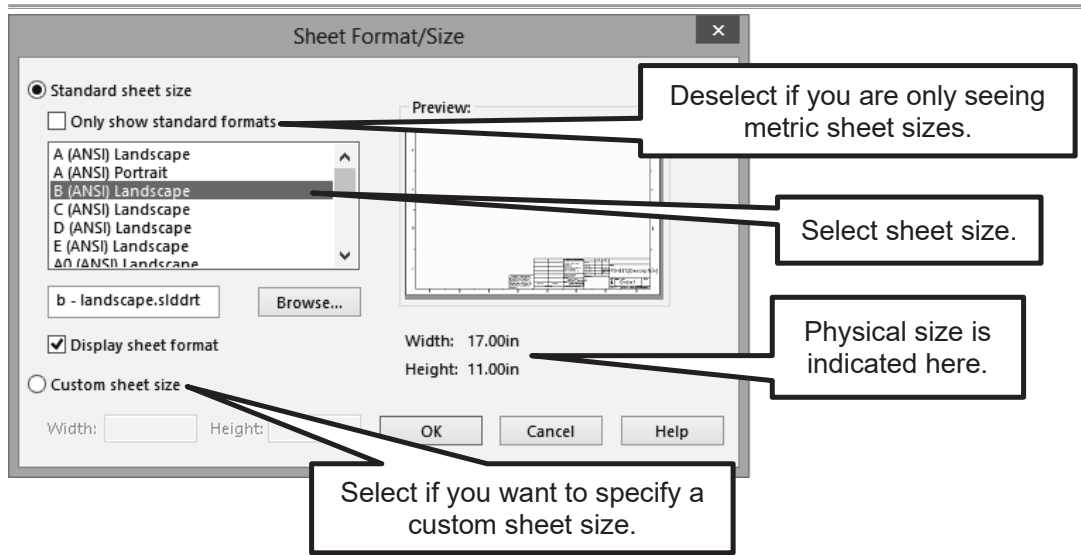 Sheet Format/Size
Standard sheet size
Only show standard formats
A (ANSI) Landscape
A (ANSI) Portrait
B (ANSI) Landscape
C (ANSI) Landscape
D (ANSI) Landscape
E (ANSI) Landscape
A0 (ANSI) Landscape
b - landscape.slddrt
Browse...
Display sheet format
Custom sheet size
Width:
Height:
Preview:
Width: 17.00in
Height: 11.00in
OK
Cancel
Help
Deselect if you are only seeing
metric sheet sizes.
Select sheet size.
Physical size is
indicated here.
Select if you want to specify a
custom sheet size.